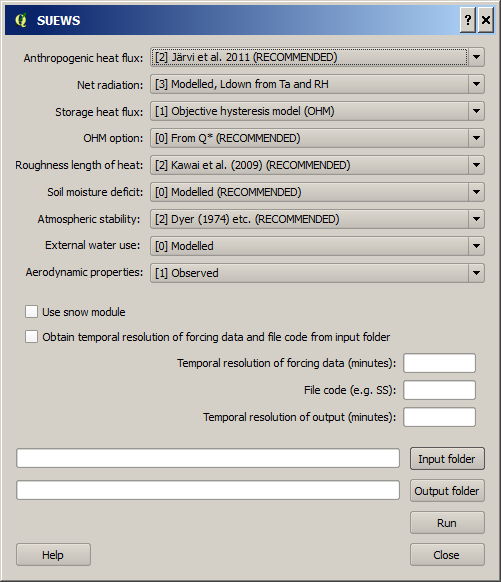 SUEWS
Anthropogenic heat flux: [2] Järvi et al. 2011 (RECOMMENDED)
Net radiation: [3] Modelled, Ldown from Ta and RH
Storage heat flux: [1] Objective hysteresis model (OHM)
OHM option: [0] From Q* (RECOMMENDED)
Roughness length of heat: [2] Kawai et al. (2009) (RECOMMENDED)
Soil moisture deficit: [0] Modelled (RECOMMENDED)
Atmospheric stability: [2] Dyer (1974) etc. (RECOMMENDED)
External water use: [0] Modelled
Aerodynamic properties: [1] Observed
Use snow module
Obtain temporal resolution of forcing data and file code from input folder
Temporal resolution of forcing data (minutes):
File code (e.g. SS):
Temporal resolution of output (minutes):
Input folder
Output folder
Run
Help Close